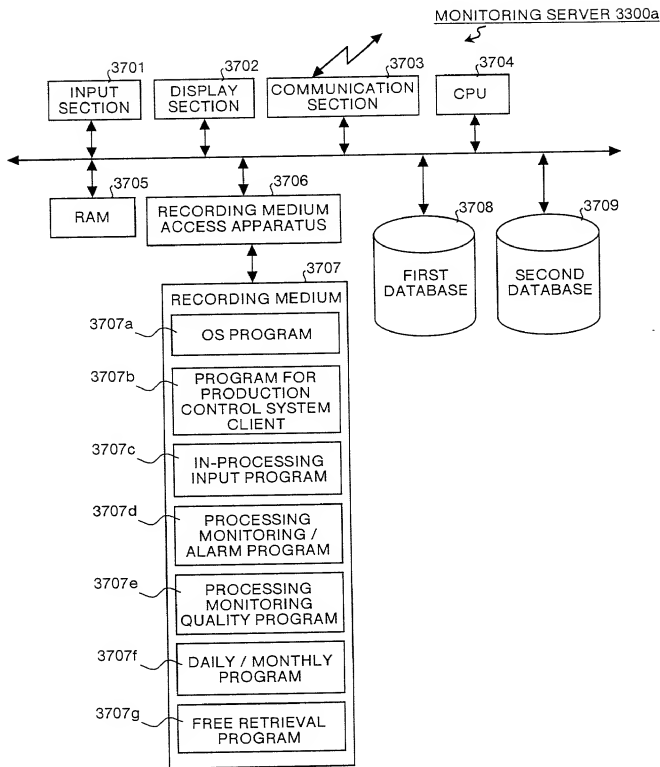 MONITORING SERVER 3300a
3701
INPUT
SECTION
3702
DISPLAY
SECTION
3703
COMMUNICATION
SECTION
3704
CPU
3705
RAM
3706
RECORDING MEDIUM
ACCESS APPARATUS
3708
FIRST
DATABASE
3709
SECOND
DATABASE
3707
RECORDING MEDIUM
3707a
OS PROGRAM
3707b
PROGRAM FOR
PRODUCTION
CONTROL SYSTEM
CLIENT
3707c
IN-PROCESSING
INPUT PROGRAM
3707d
PROCESSING
MONITORING /
ALARM PROGRAM
3707e
PROCESSING
MONITORING
QUALITY PROGRAM
3707f
DAILY / MONTHLY
PROGRAM
3707g
FREE RETRIEVAL
PROGRAM